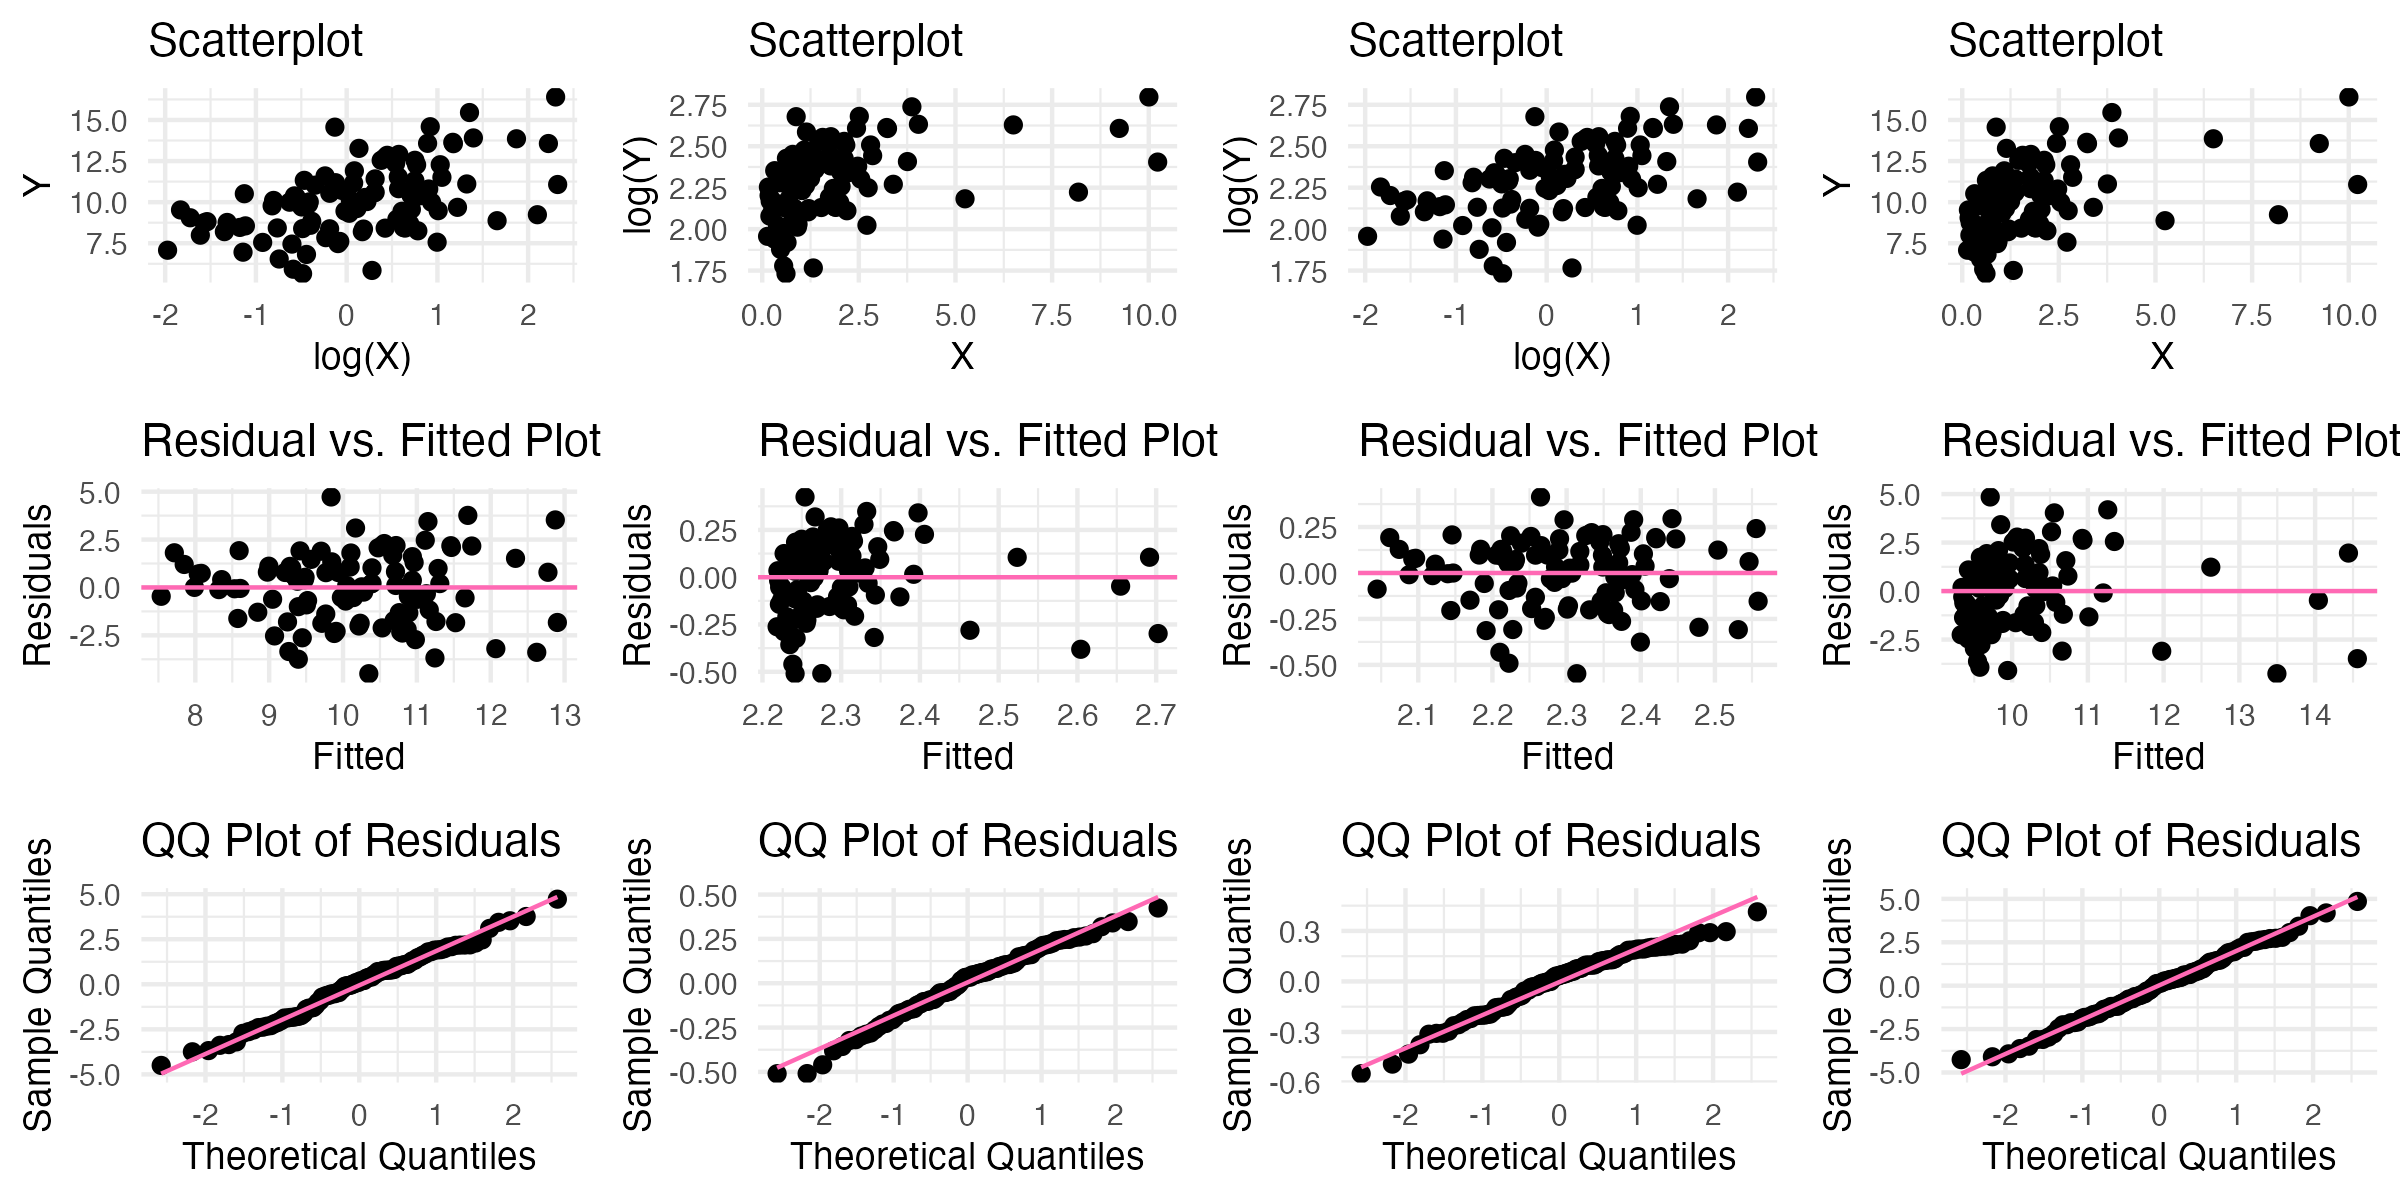 Scatterplot Scatterplot Scatterplot Scatterplot
Y
15.0
12.5
10.0
7.5
-2 -1 0 1 2
log(X)
log(Y)
2.75
2.50
2.25
2.00
1.75
0.0 2.5 5.0 7.5 10.0
X
log(Y)
2.75
2.50
2.25
2.00
1.75
-2 -1 0 1 2
log(X)
Y
15.0
12.5
10.0
7.5
0.0 2.5 5.0 7.5 10.0
X
Residual vs. Fitted Plot Residual vs. Fitted Plot Residual vs. Fitted Plot Residual vs. Fitted Plot
Residuals
5.0
2.5
0.0
-2.5
8 9 10 11 12 13
Fitted
Residuals
0.25
0.00
-0.25
-0.50
2.2 2.3 2.4 2.5 2.6 2.7
Fitted
Residuals
0.25
0.00
-0.25
-0.50
2.1 2.2 2.3 2.4 2.5
Fitted
Residuals
5.0
2.5
0.0
-2.5
10 11 12 13 14
Fitted
QQ Plot of Residuals QQ Plot of Residuals QQ Plot of Residuals QQ Plot of Residuals
Sample Quantiles
5.0
2.5
0.0
-2.5
-5.0
-2 -1 0 1 2
Theoretical Quantiles
Sample Quantiles
0.50
0.25
0.00
-0.25
-0.50
-2 -1 0 1 2
Theoretical Quantiles
Sample Quantiles
0.3
0.0
-0.3
-0.6
-2 -1 0 1 2
Theoretical Quantiles
Sample Quantiles
5.0
2.5
0.0
-2.5
-5.0
-2 -1 0 1 2
Theoretical Quantiles